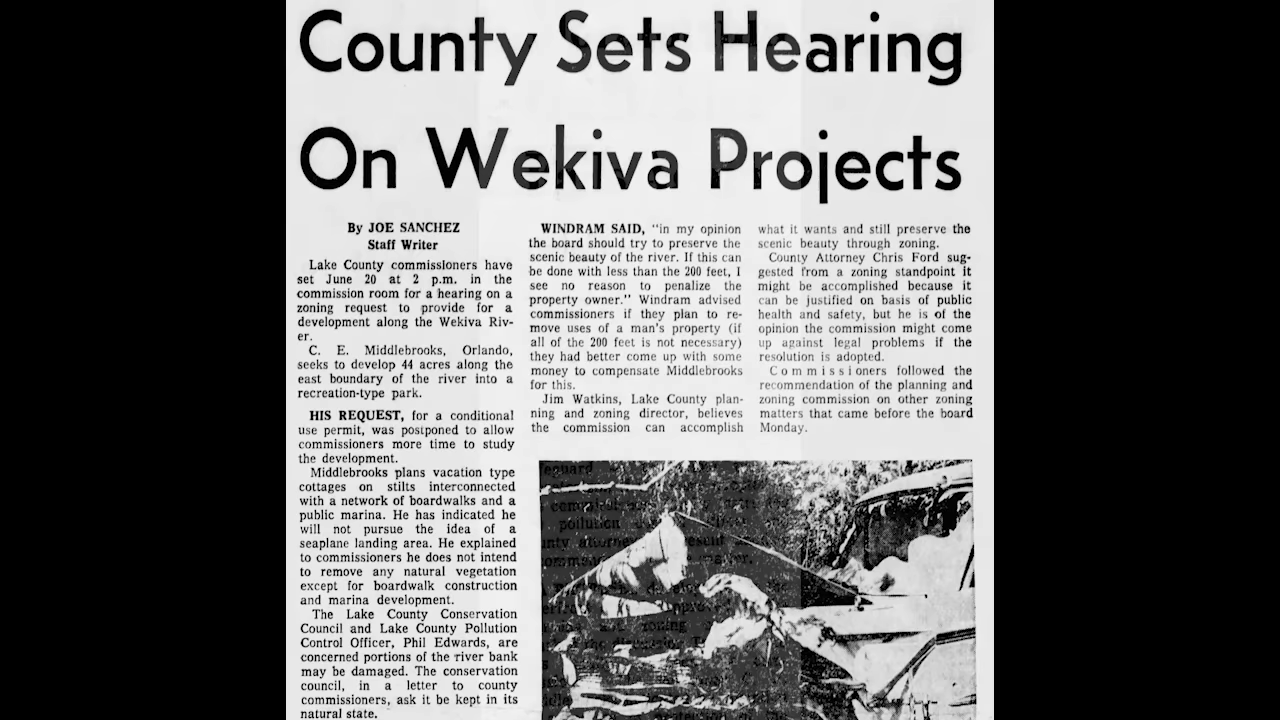 County Sets Hearing
On Wekiva Projects
By JOE SANCHEZ
Staff Writer
Lake County commissioners have
set June 20 at 2 p.m. in the
commission room for a hearing on a
zoning request to provide for a
development along the Wekiva Riv-
er.
C. E. Middlebrooks, Orlando,
seeks to develop 44 acres along the
east boundary of the river into a
recreation-type park.
HIS REQUEST, for a conditional
use permit, was postponed to allow
commissioners more time to study
the development.
Middlebrooks plans vacation type
cottages on stilts interconnected
with a network of boardwalks and a
public marina. He has indicated he
will not pursue the idea of a
seaplane landing area. He explained
to commissioners he does not intend
to remove any natural vegetation
except for boardwalk construction
and marina development.
The Lake County Conservation
Council and Lake County Pollution
Control Officer, Phil Edwards, are
concerned portions of the river bank
may be damaged. The conservation
council, in a letter to county
commissioners, ask it be kept in its
natural state.
WINDRAM SAID, "in my opinion
the board should try to preserve the
scenic beauty of the river. If this can
be done with less than the 200 feet, I
see no reason to penalize the
property owner." Windram advised
commissioners if they plan to re-
move uses of a man's property (if
all of the 200 feet is not necessary)
they had better come up with some
money to compensate Middlebrooks
for this.
Jim Watkins, Lake County plan-
ning and zoning director, believes
the commission can accomplish
what it wants and still preserve the
scenic beauty through zoning.
County Attorney Chris Ford sug-
gested from a zoning standpoint it
might be accomplished because it
can be justified on basis of public
health and safety, but he is of the
opinion the commission might come
up against legal problems if the
resolution is adopted.
Commissioners followed the
recommendation of the planning and
zoning commission on other zoning
matters that came before the board
Monday.
pollution
zoning